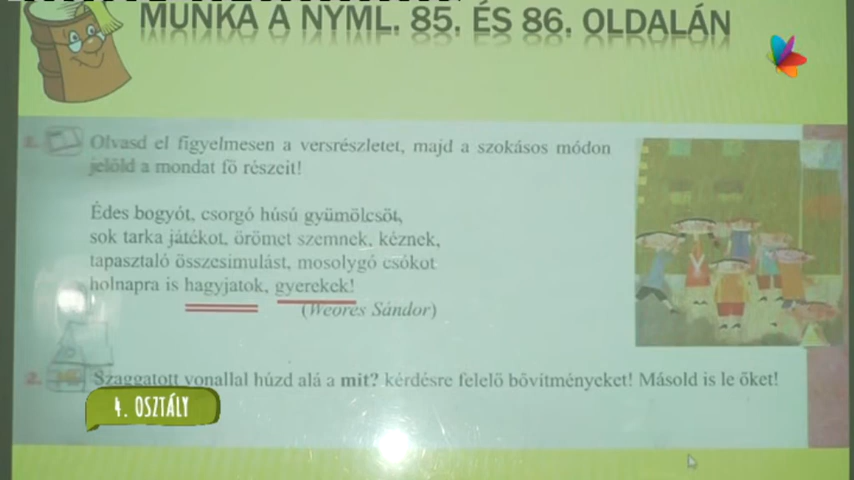 MUNKA A NYML. 85. ÉS 86. OLDALÁN
1. Olvasd el figyelmesen a versrészletet, majd a szokásos módon
jelöld a mondat fő részeit!
Édes bogyót, csorgó húsú gyümölcsöt,
sok tarka játékot, örömet szemnek, kéznek,
tapasztaló összesimulást, mosolygó csókot
holnapra is hagyjatok, gyerekek!
(Weöres Sándor)
2. Szaggatott vonallal húzd alá a mit? kérdésre felelő bővítményeket! Másold is le őket!
4. OSZTÁLY